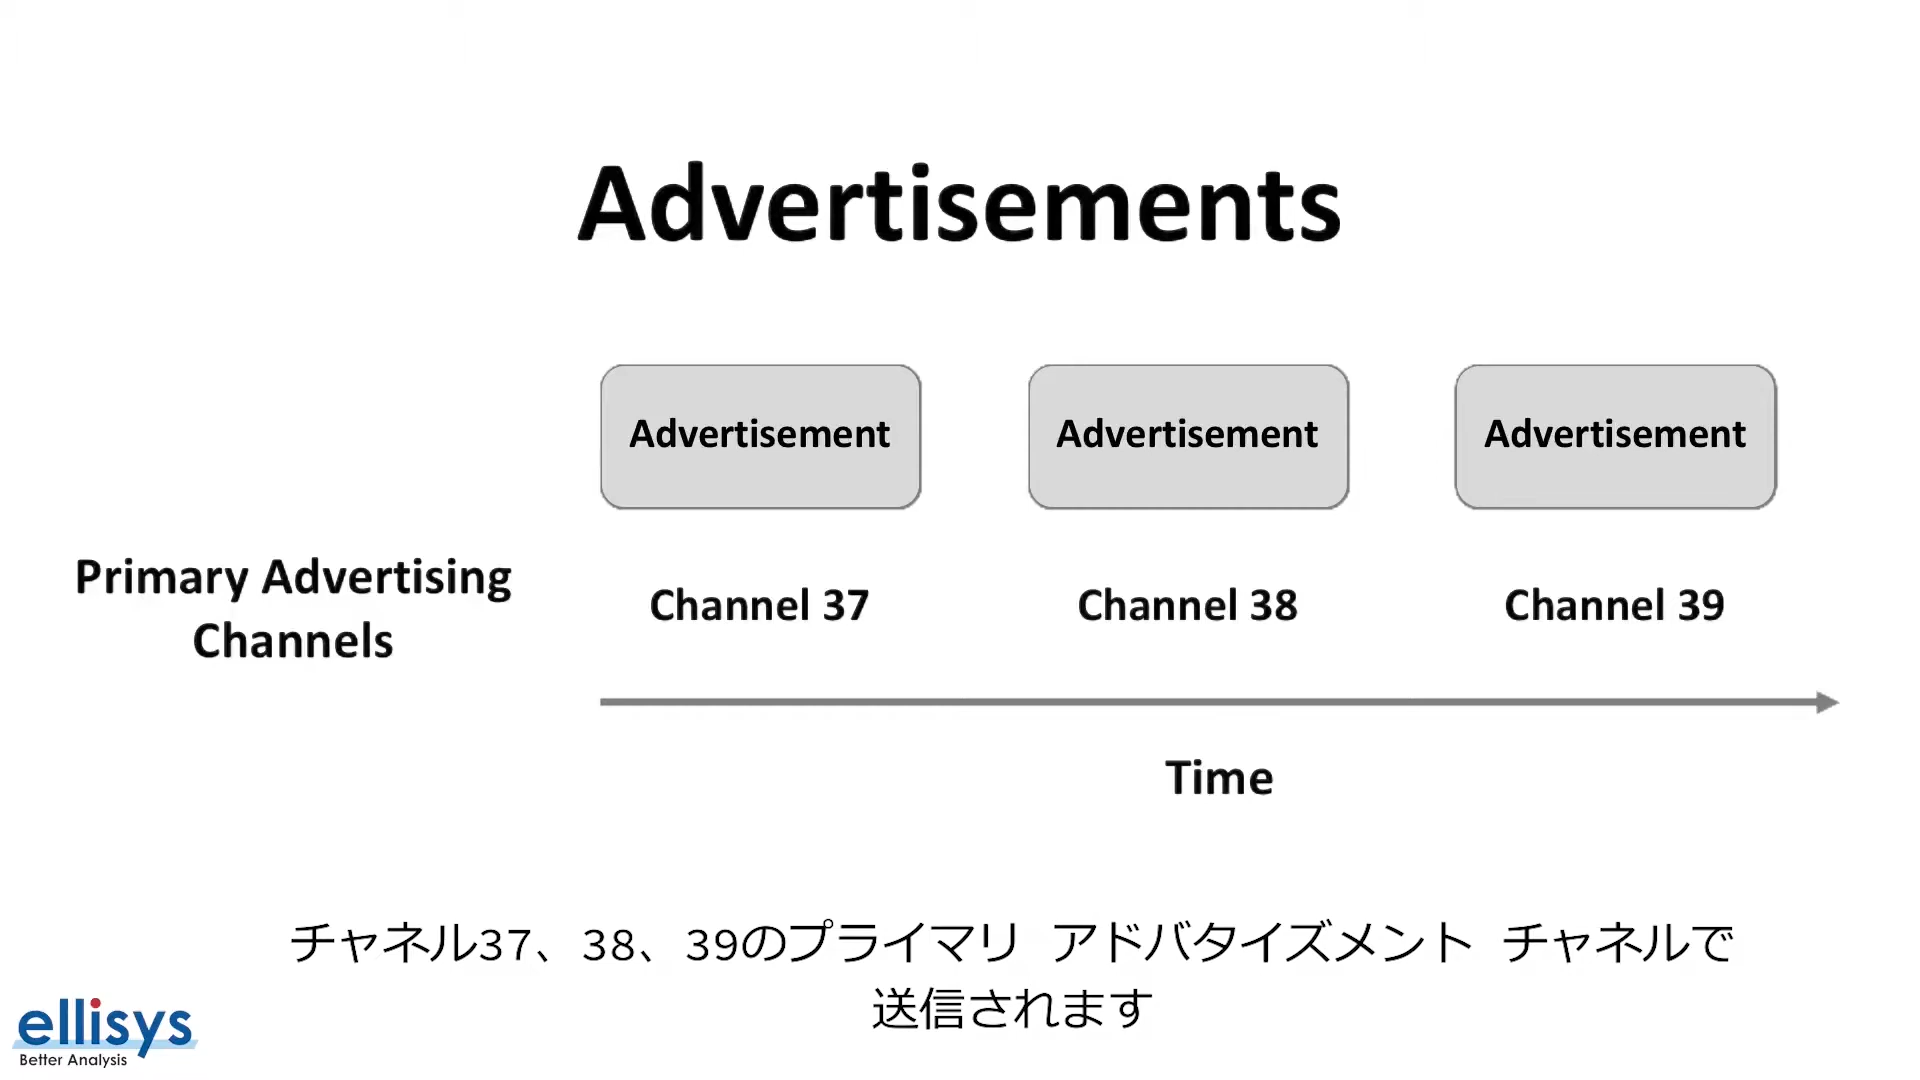 Advertisements
Advertisement
Advertisement
Advertisement
Primary Advertising
Channels
Channel 37
Channel 38
Channel 39
Time
チャネル37、38、39のプライマリ アドバタイズメント チャネルで
送信されます
ellisys
Better Analysis